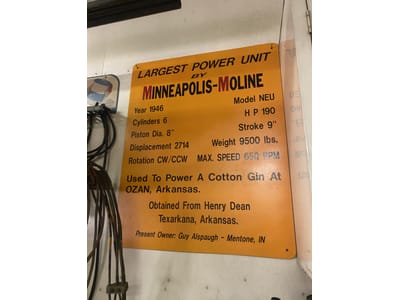 LARGEST POWER UNIT
BY
MINNEAPOLIS-MOLINE
Year 1946 Model NEU
Cylinders 6 H P 190
Piston Dia. 8" Stroke 9"
Displacement 2714 Weight 9500 lbs.
Rotation CW/CCW MAX. SPEED 650 RPM
Used To Power A Cotton Gin At
OZAN, Arkansas.
Obtained From Henry Dean
Texarkana, Arkansas.
Present Owner: Guy Alspaugh - Mentone, IN